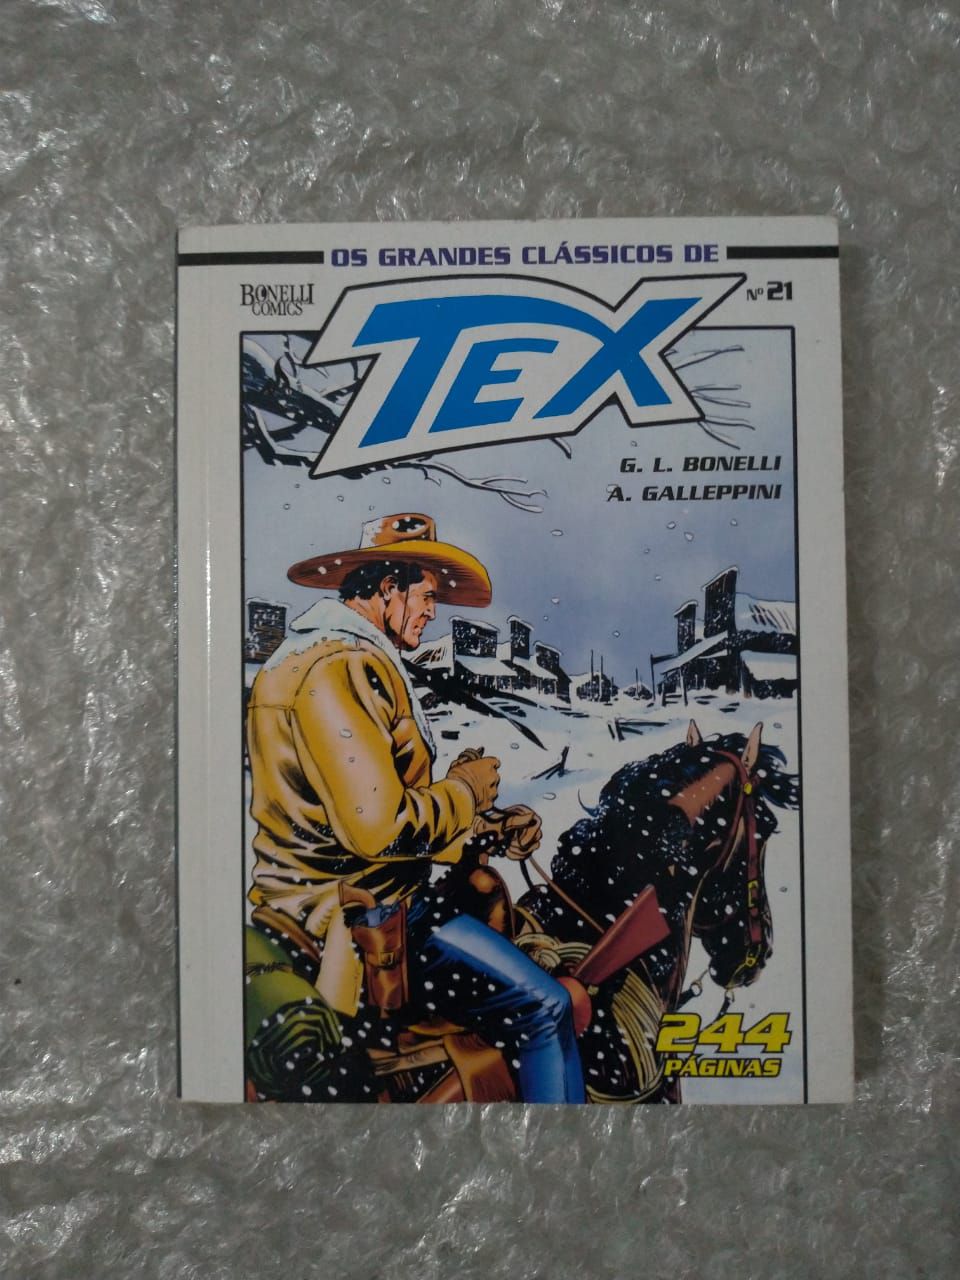 OS GRANDES CLÁSSICOS DE
BONELLI
COMICS
TEX
Nº 21
G. L. BONELLI
A. GALLEPPINI
244
PÁGINAS